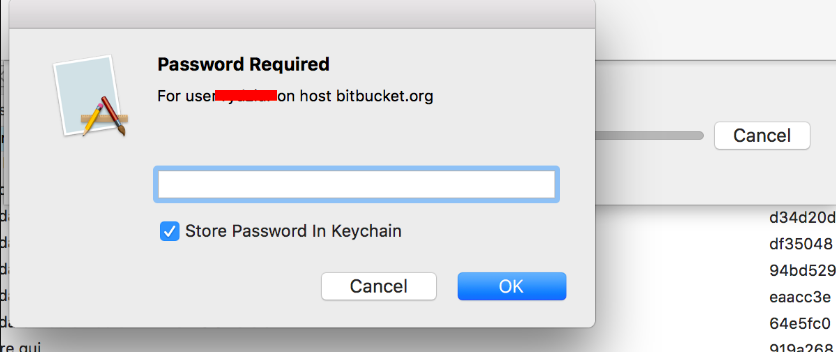 Password Required
For user on host bitbucket.org
Cancel
Store Password In Keychain
Cancel
OK
d34d20d
df35048
94bd529
eaacc3e
64e5fc0
re gui
919a268